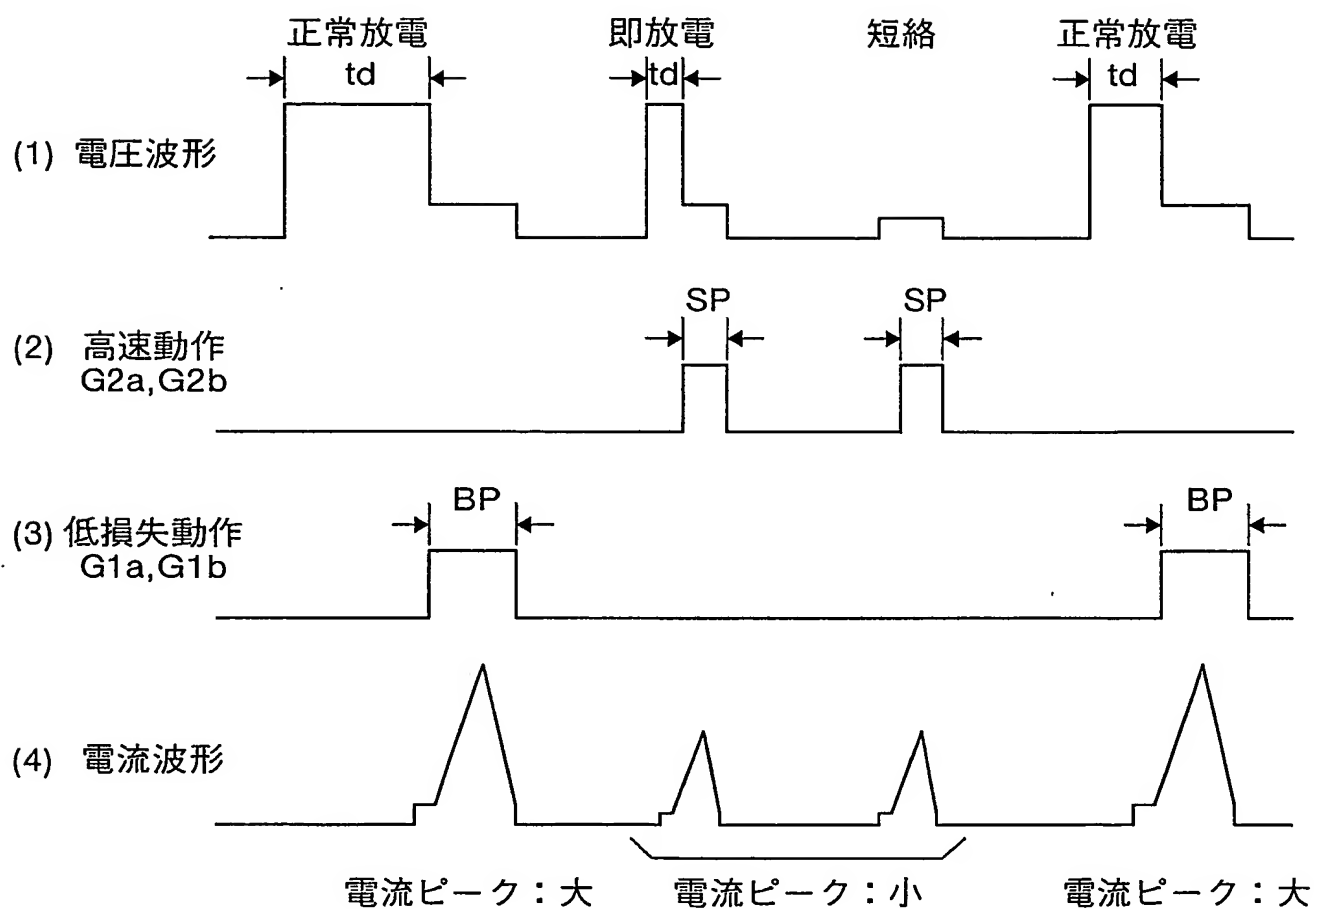 正常放電 即放電 短絡 正常放電
td td td
(1) 電圧波形
SP SP
(2) 高速動作
G2a,G2b
BP BP
(3) 低損失動作
G1a,G1b
(4) 電流波形
電流ピーク：大 電流ピーク：小 電流ピーク：大